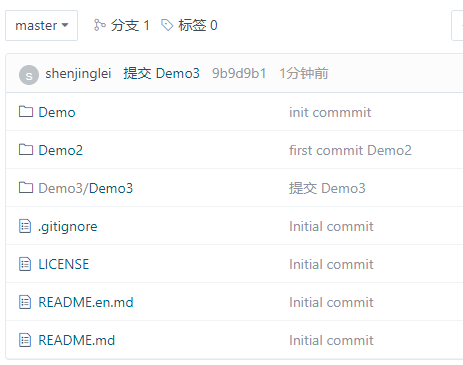 master 分支 1 标签 0
S shenjinglei 提交 Demo3 9b9d9b1 1分钟前
Demo init commmit
Demo2 first commit Demo2
Demo3/Demo3 提交 Demo3
.gitignore Initial commit
LICENSE Initial commit
README.en.md Initial commit
README.md Initial commit